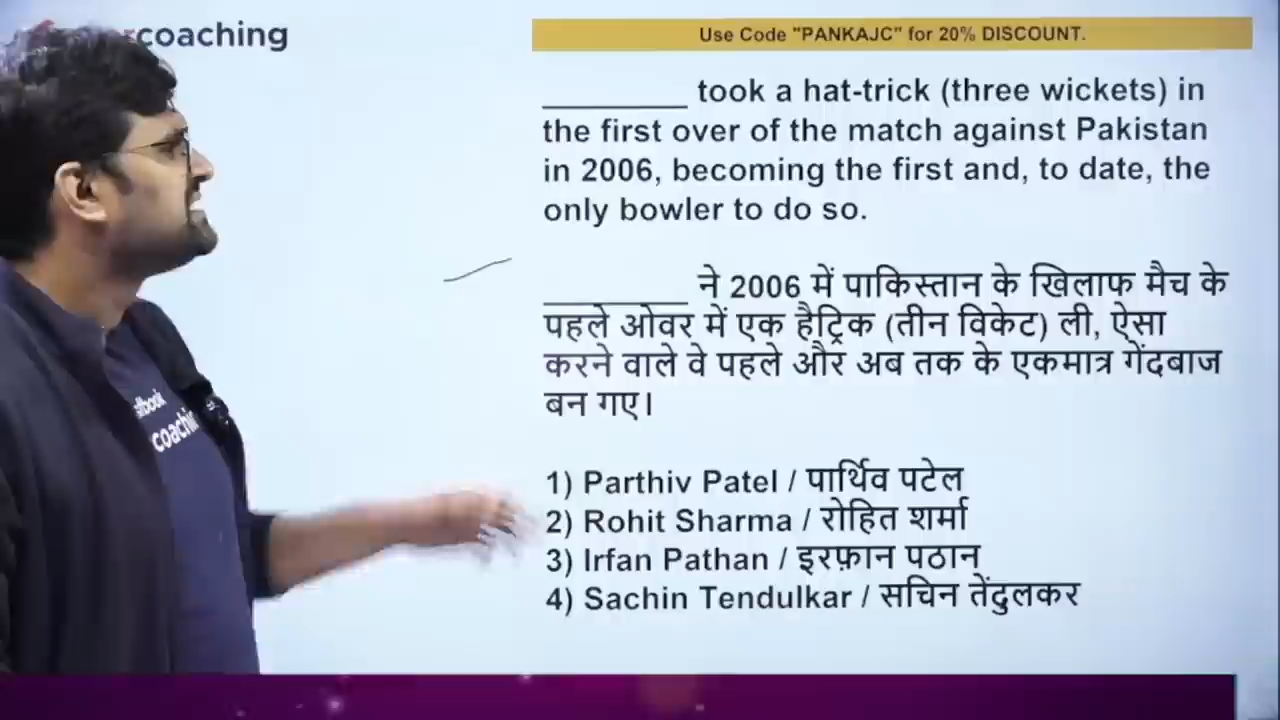 coaching
Use Code "PANKAJC" for 20% DISCOUNT.
_________ took a hat-trick (three wickets) in
the first over of the match against Pakistan
in 2006, becoming the first and, to date, the
only bowler to do so.
_________ ने 2006 में पाकिस्तान के खिलाफ मैच के
पहले ओवर में एक हैट्रिक (तीन विकेट) ली, ऐसा
करने वाले वे पहले और अब तक के एकमात्र गेंदबाज
बन गए।
1) Parthiv Patel / पार्थिव पटेल
2) Rohit Sharma / रोहित शर्मा
3) Irfan Pathan / इरफ़ान पठान
4) Sachin Tendulkar / सचिन तेंदुलकर